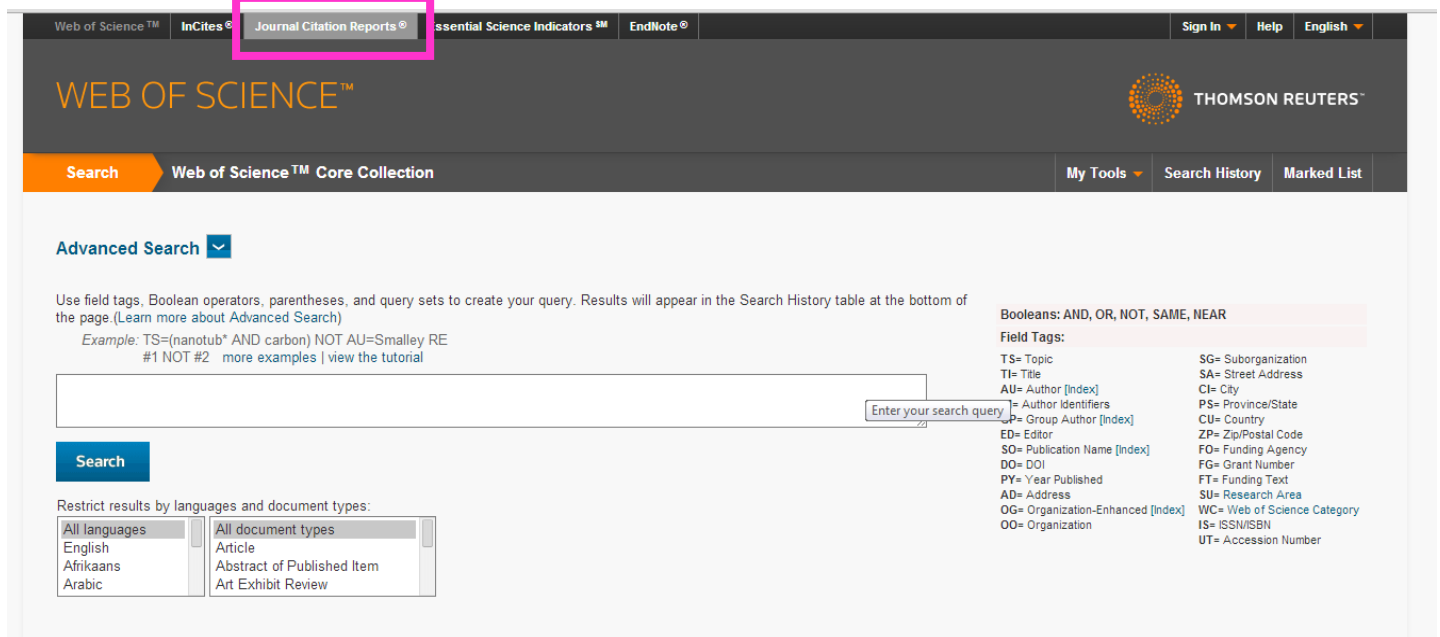 Web of Science™ InCites® Journal Citation Reports® ssential Science Indicators ℠ EndNote® Sign In Help English
WEB OF SCIENCE™
THOMSON REUTERS™
Search Web of Science™ Core Collection My Tools Search History Marked List
Advanced Search
Use field tags, Boolean operators, parentheses, and query sets to create your query. Results will appear in the Search History table at the bottom of
the page.(Learn more about Advanced Search)
Example: TS=(nanotub* AND carbon) NOT AU=Smalley RE
#1 NOT #2 more examples | view the tutorial
Enter your search query
Search
Restrict results by languages and document types:
All languages
English
Afrikaans
Arabic
All document types
Article
Abstract of Published Item
Art Exhibit Review
Booleans: AND, OR, NOT, SAME, NEAR
Field Tags:
TS= Topic
TI= Title
AU= Author [Index]
= Author Identifiers
GP= Group Author [Index]
ED= Editor
SO= Publication Name [Index]
DO= DOI
PY= Year Published
AD= Address
OG= Organization-Enhanced [Index]
OO= Organization
SG= Suborganization
SA= Street Address
CI= City
PS= Province/State
CU= Country
ZP= Zip/Postal Code
FO= Funding Agency
FG= Grant Number
FT= Funding Text
SU= Research Area
WC= Web of Science Category
IS= ISSN/ISBN
UT= Accession Number